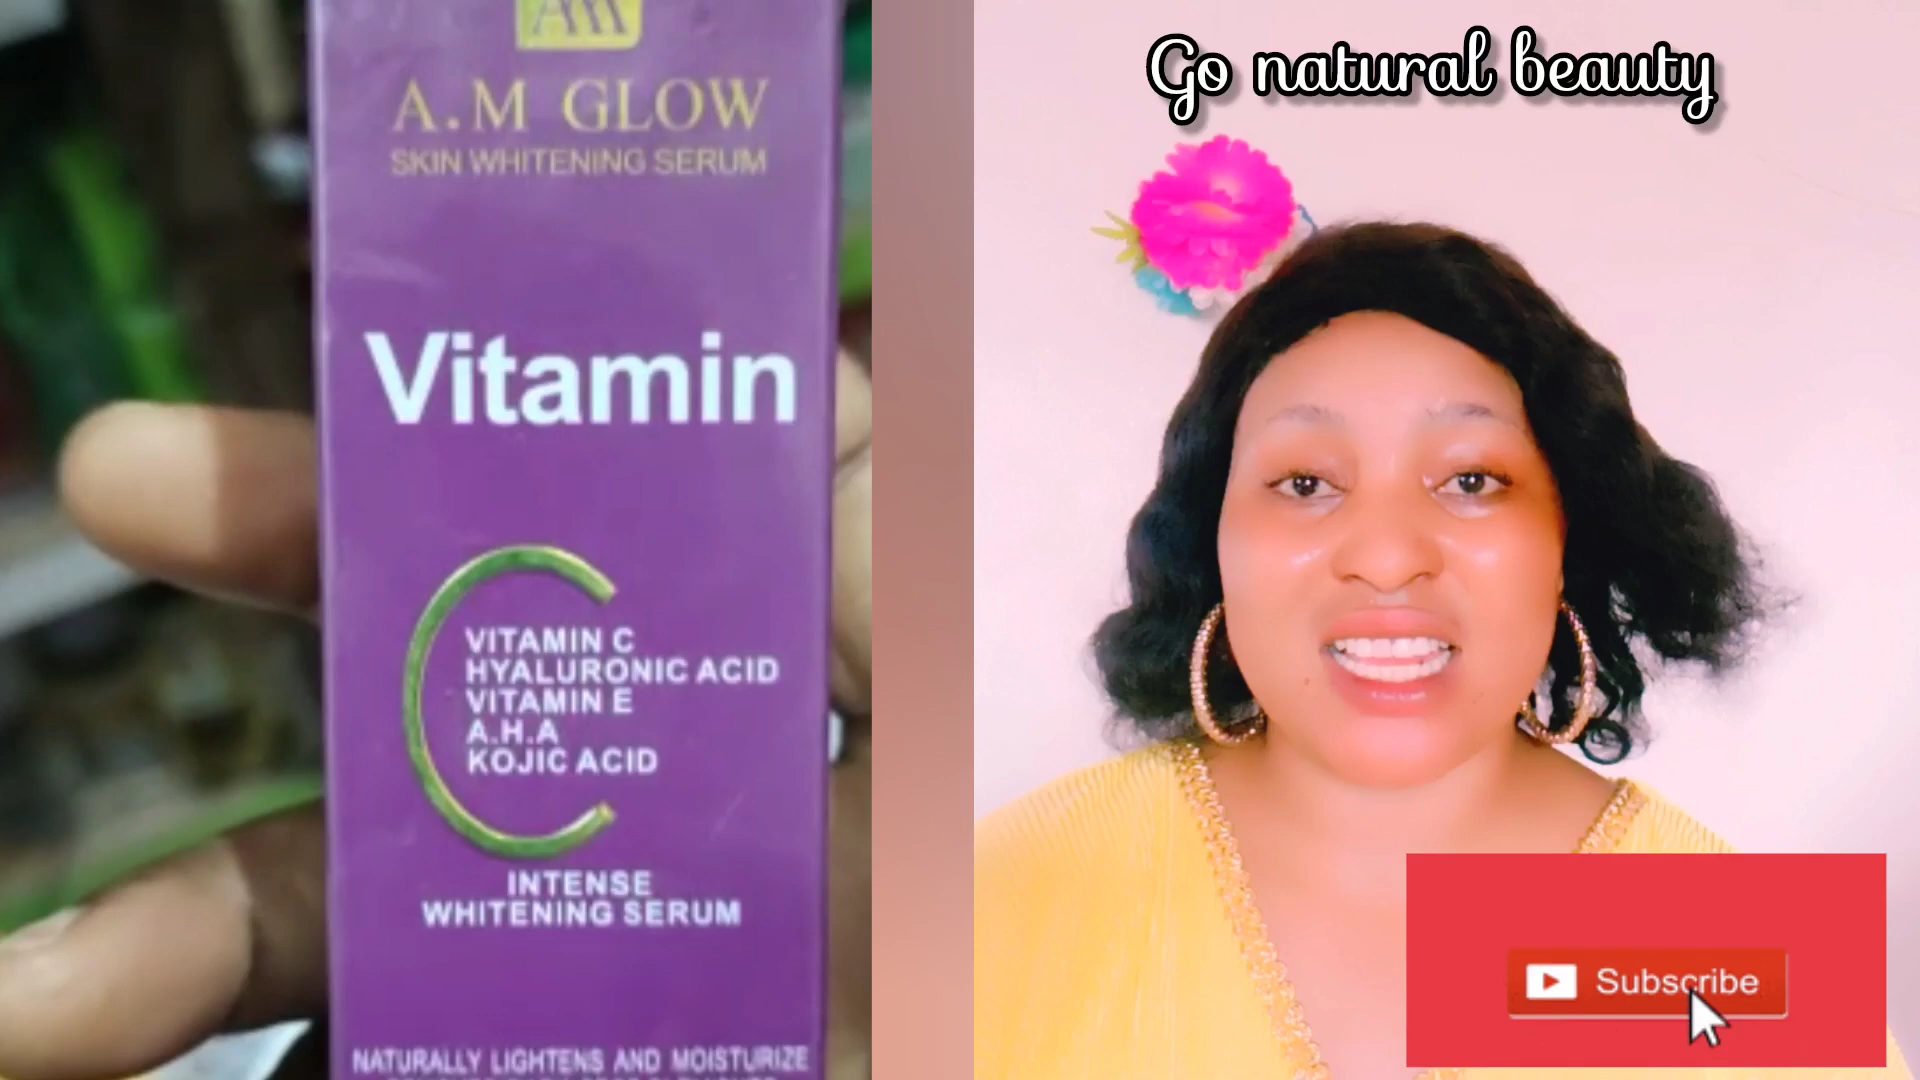 AM
A.M GLOW
SKIN WHITENING SERUM
Vitamin
C
VITAMIN C
HYALURONIC ACID
VITAMIN E
A.H.A
KOJIC ACID
INTENSE
WHITENING SERUM
NATURALLY LIGHTENS AND MOISTURIZE
Go natural beauty
Subscribe